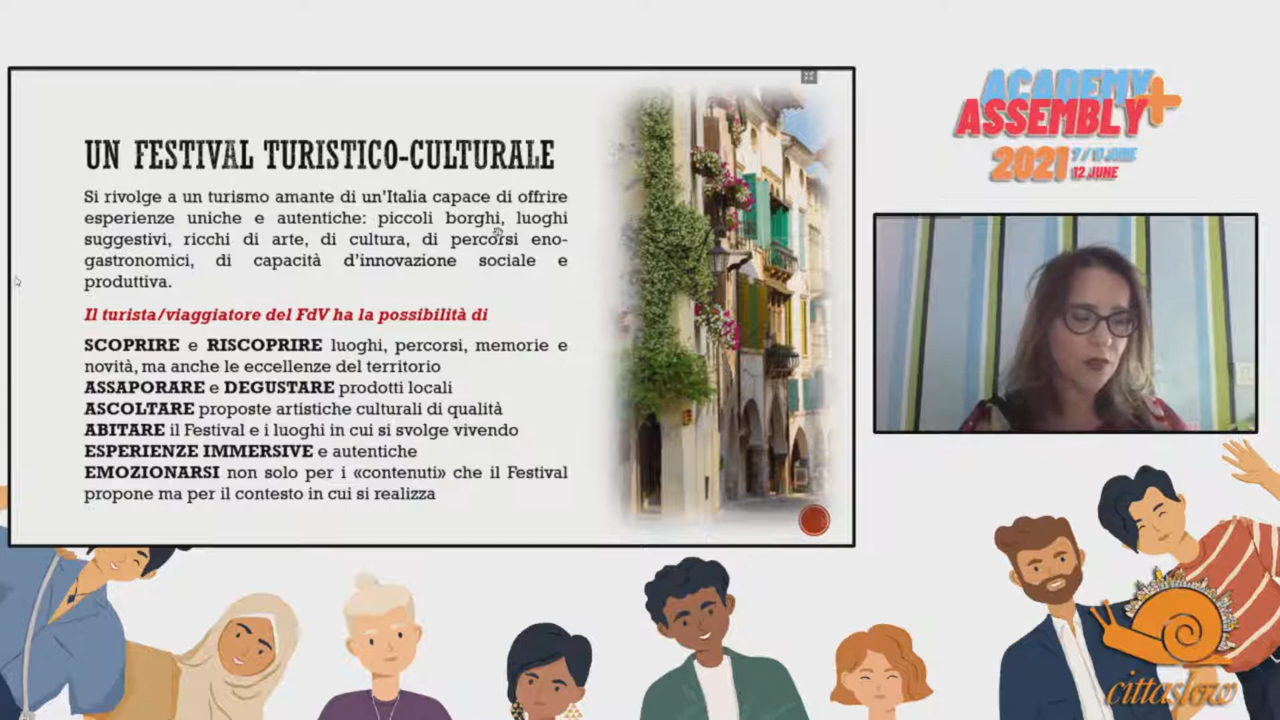 UN FESTIVAL TURISTICO-CULTURALE
Si rivolge a un turismo amante di un'Italia capace di offrire
esperienze uniche e autentiche: piccoli borghi, luoghi
suggestivi, ricchi di arte, di cultura, di percorsi eno-
gastronomici, di capacità d'innovazione sociale e
produttiva.
Il turista/viaggiatore del FdV ha la possibilità di
SCOPRIRE e RISCOPRIRE luoghi, percorsi, memorie e
novità, ma anche le eccellenze del territorio
ASSAPORARE e DEGUSTARE prodotti locali
ASCOLTARE proposte artistiche culturali di qualità
ABITARE il Festival e i luoghi in cui si svolge vivendo
ESPERIENZE IMMERSIVE e autentiche
EMOZIONARSI non solo per i «contenuti» che il Festival
propone ma per il contesto in cui si realizza
ACADEMY+
ASSEMBLY
2021 7 / 11 JUNE
12 JUNE
cittaslow